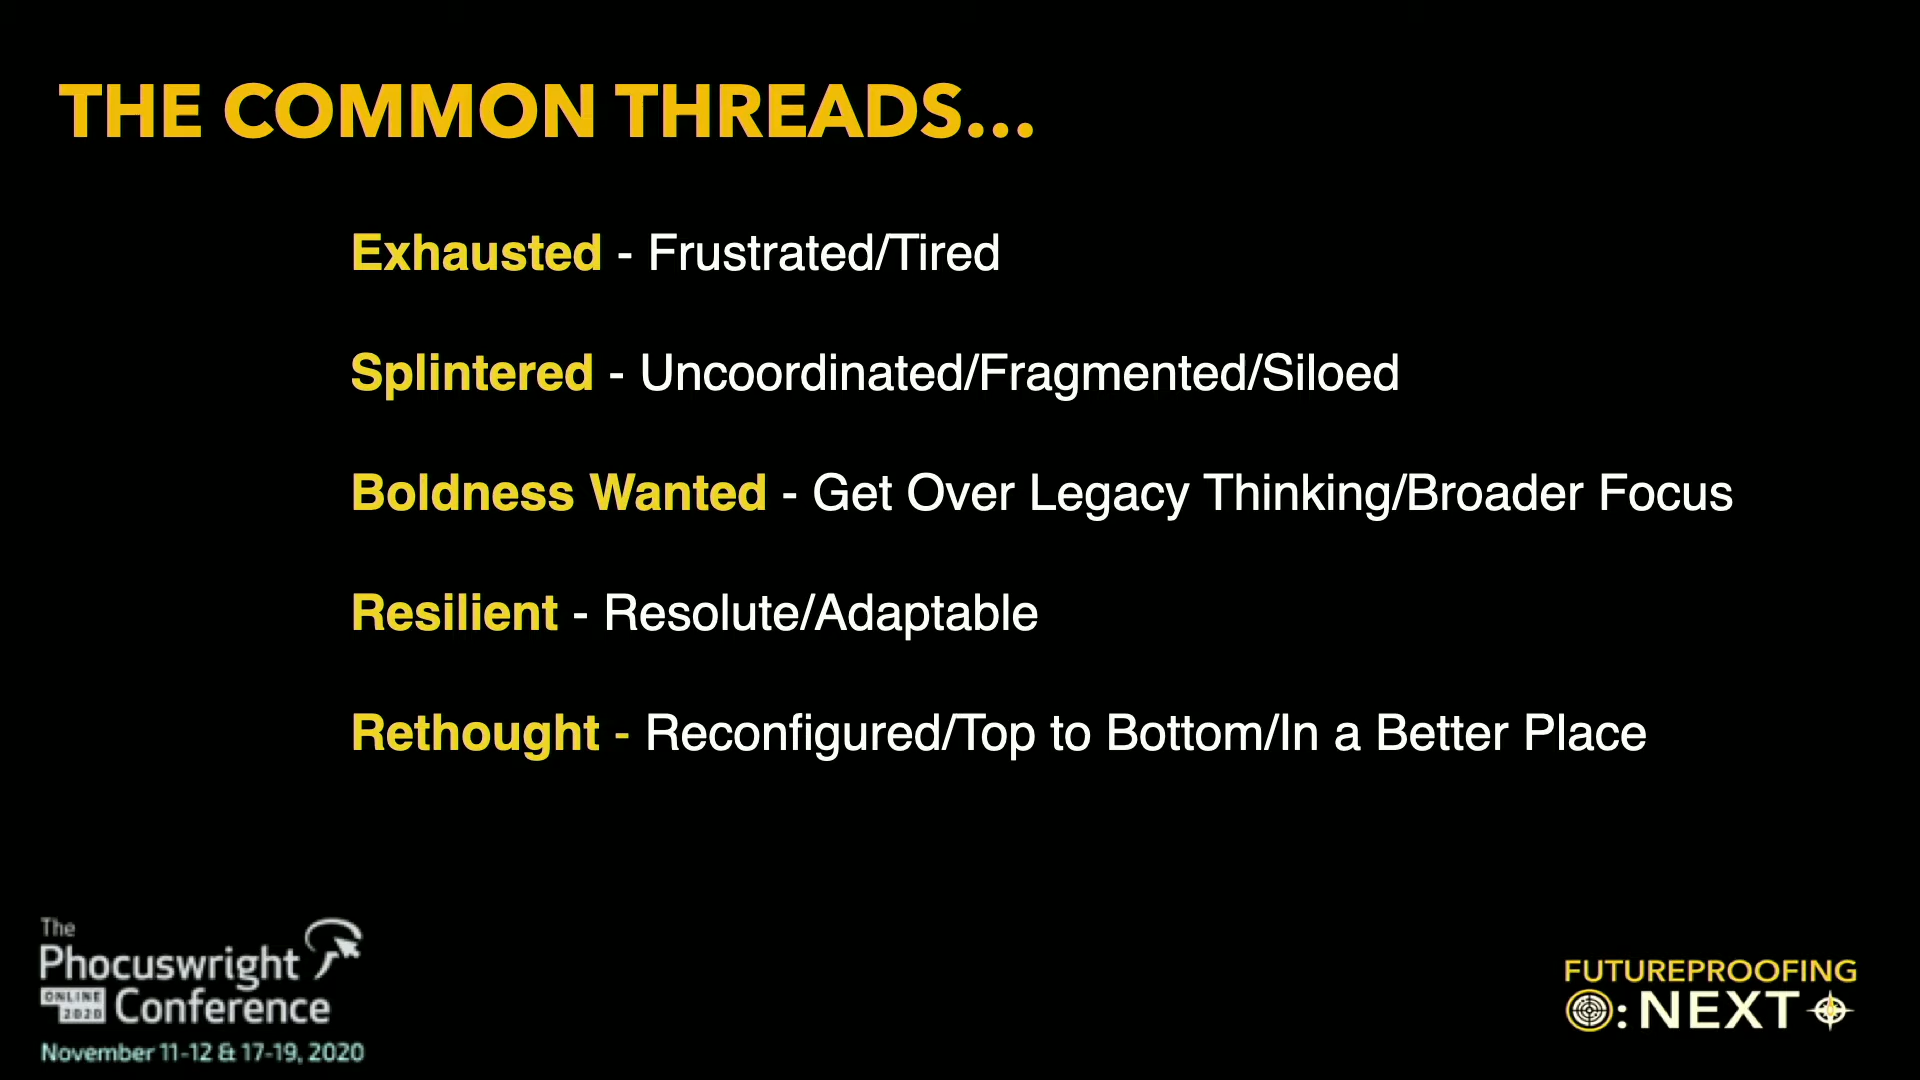 THE COMMON THREADS...
Exhausted - Frustrated/Tired
Splintered - Uncoordinated/Fragmented/Siloed
Boldness Wanted - Get Over Legacy Thinking/Broader Focus
Resilient - Resolute/Adaptable
Rethought - Reconfigured/Top to Bottom/In a Better Place
The
Phocuswright
ONLINE
2020
Conference
November 11-12 & 17-19, 2020
FUTUREPROOFING
: NEXT